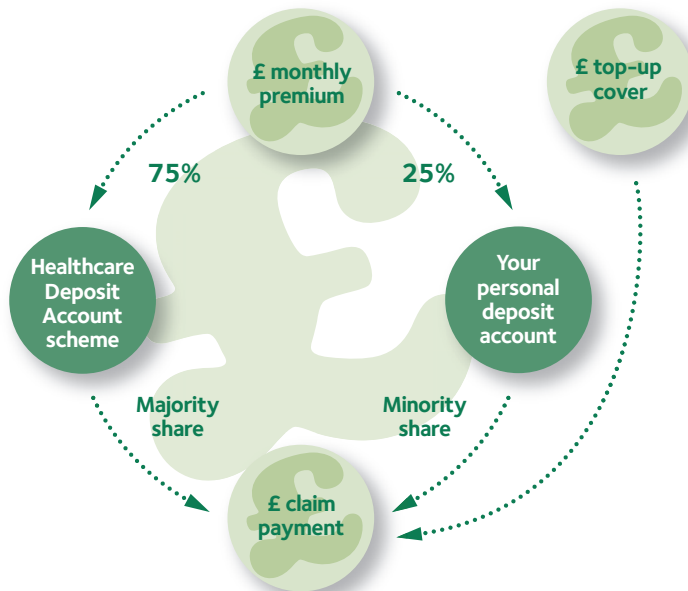 £ monthly
premium
£ top-up
cover
75%
25%
Healthcare
Deposit
Account
scheme
Your
personal
deposit
account
Majority
share
Minority
share
£ claim
payment